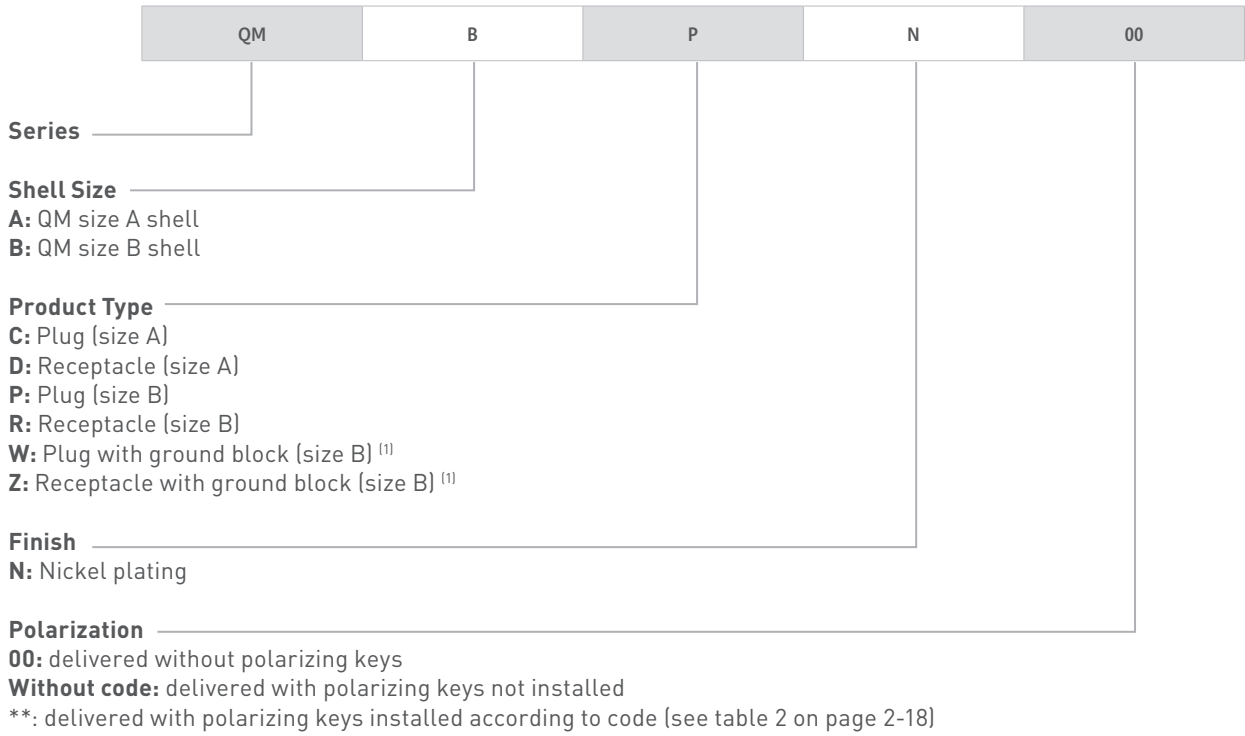 QM B P N 00
Series
Shell Size
A: QM size A shell
B: QM size B shell
Product Type
C: Plug (size A)
D: Receptacle (size A)
P: Plug (size B)
R: Receptacle (size B)
W: Plug with ground block (size B) (1)
Z: Receptacle with ground block (size B) (1)
Finish
N: Nickel plating
Polarization
00: delivered without polarizing keys
Without code: delivered with polarizing keys not installed
**: delivered with polarizing keys installed according to code (see table 2 on page 2-18)